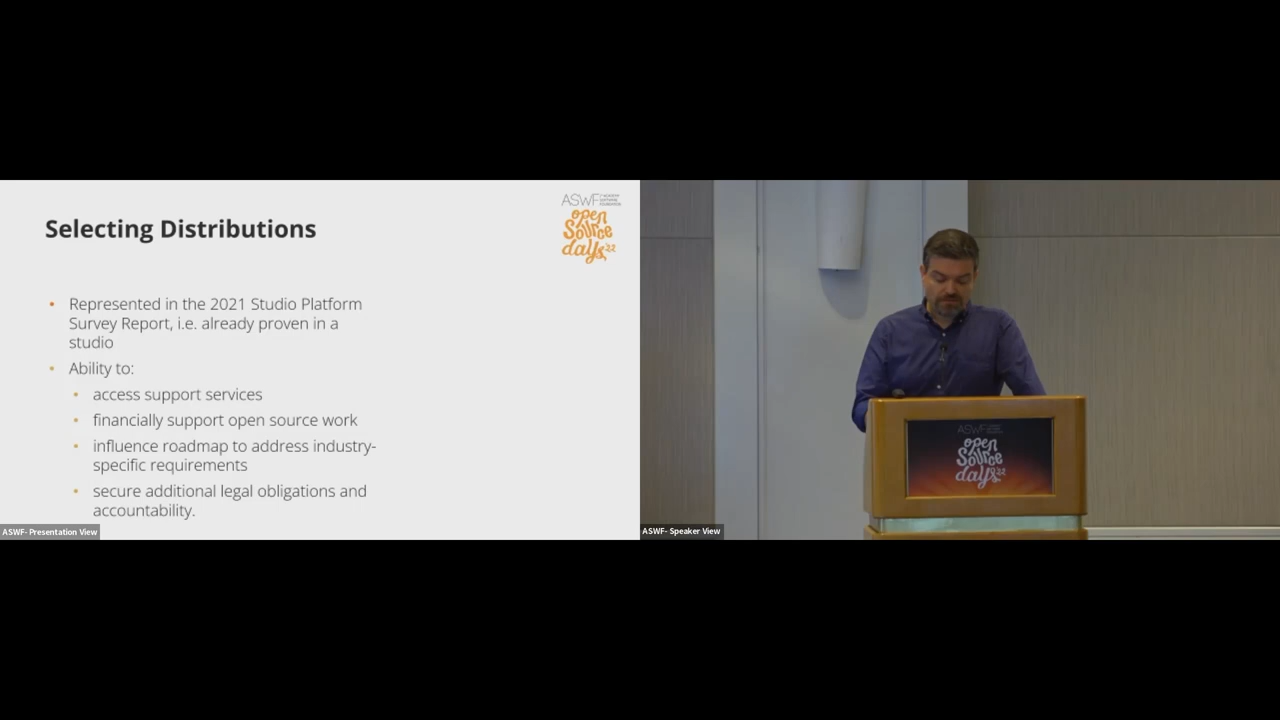 Selecting Distributions
ASWF
open
Source
days
22
• Represented in the 2021 Studio Platform
Survey Report, i.e. already proven in a
studio
• Ability to:
• access support services
• financially support open source work
• influence roadmap to address industry-
specific requirements
• secure additional legal obligations and
accountability.
ASWF- Presentation View
ASWF
open
Source
days
22
ASWF- Speaker View